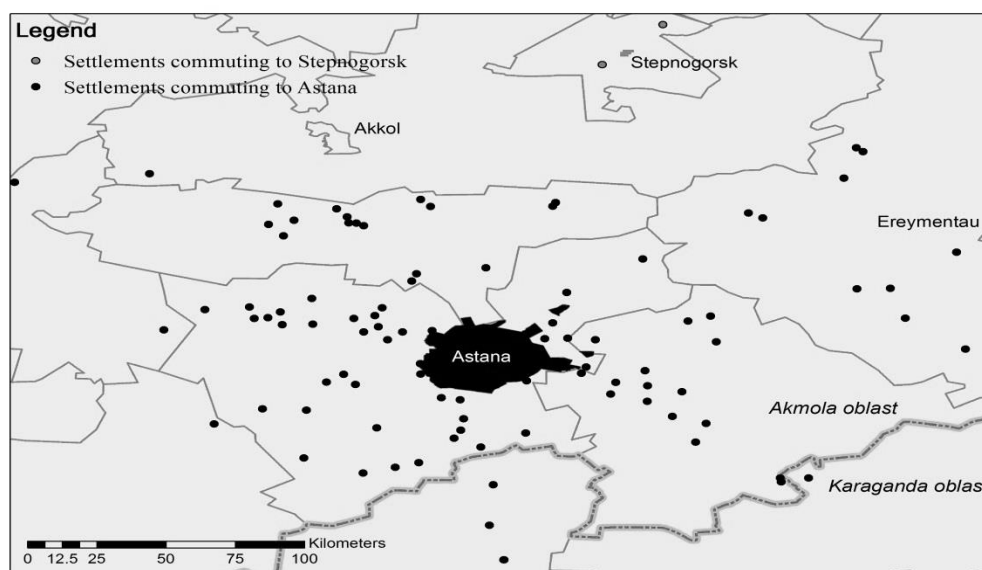 Legend
Settlements commuting to Stepnogorsk
Settlements commuting to Astana
Stepnogorsk
Akkol
Ereymentau
Astana
Akmola oblast
Karaganda oblas
Kilometers
0 12.5 25 50 75 100